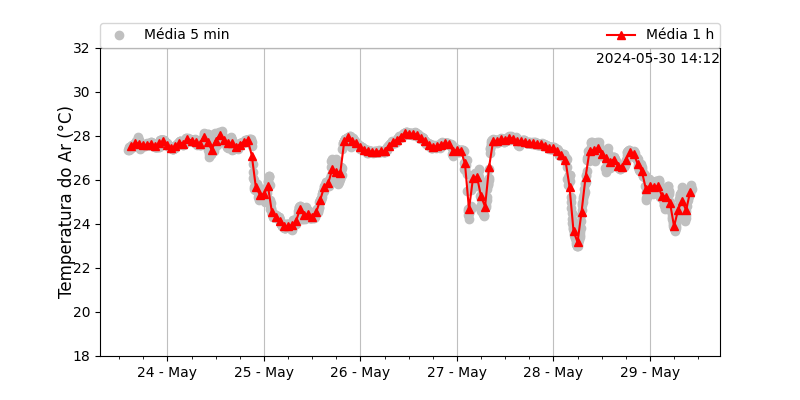 Média 5 min
Média 1 h
2024-05-30 14:12
Temperatura do Ar (°C)
32
30
28
26
24
22
20
18
24 - May
25 - May
26 - May
27 - May
28 - May
29 - May